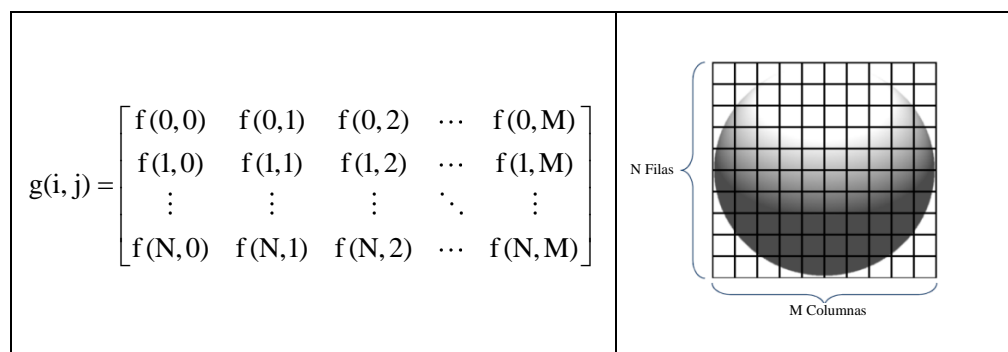 g(i, j) = [f(0,0) f(0,1) f(0,2) ⋯ f(0,M)
f(1,0) f(1,1) f(1,2) ⋯ f(1,M)
⋮ ⋮ ⋮ ⋱ ⋮
f(N,0) f(N,1) f(N,2) ⋯ f(N,M)]
N Filas
M Columnas